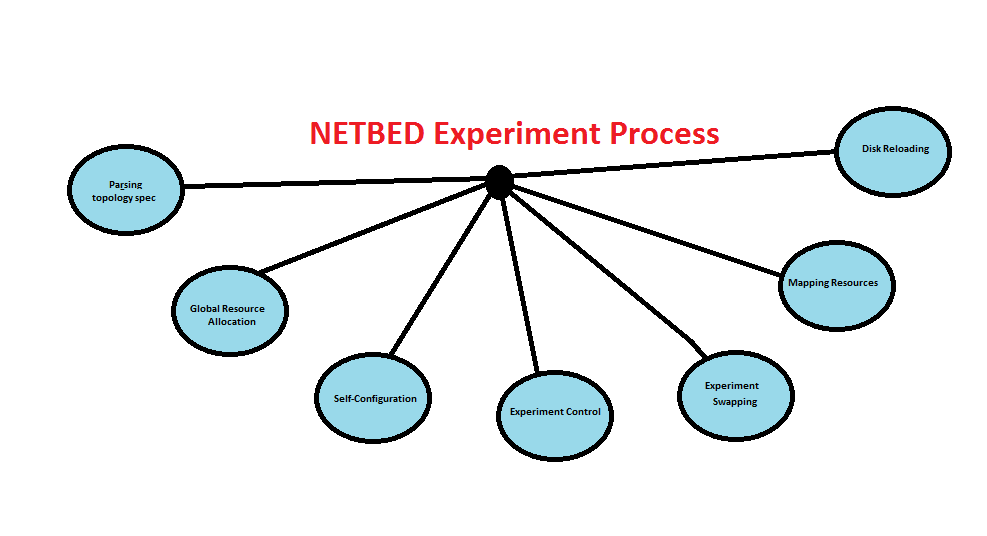 NETBED Experiment Process
Disk Reloading
Parsing
topology spec
Mapping Resources
Global Resource
Allocation
Self-Configuration
Experiment Control
Experiment
Swapping